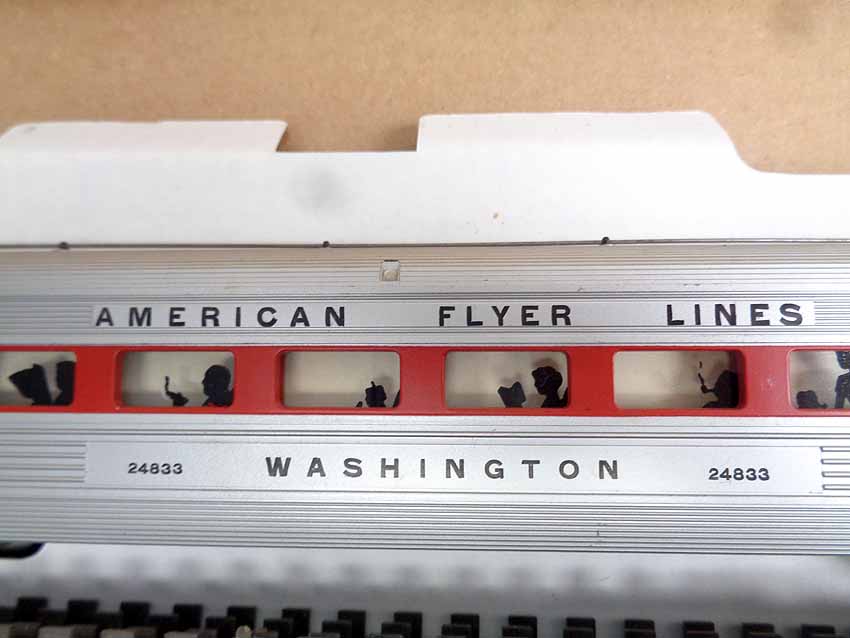 AMERICAN FLYER LINES
24833 WASHINGTON 24833